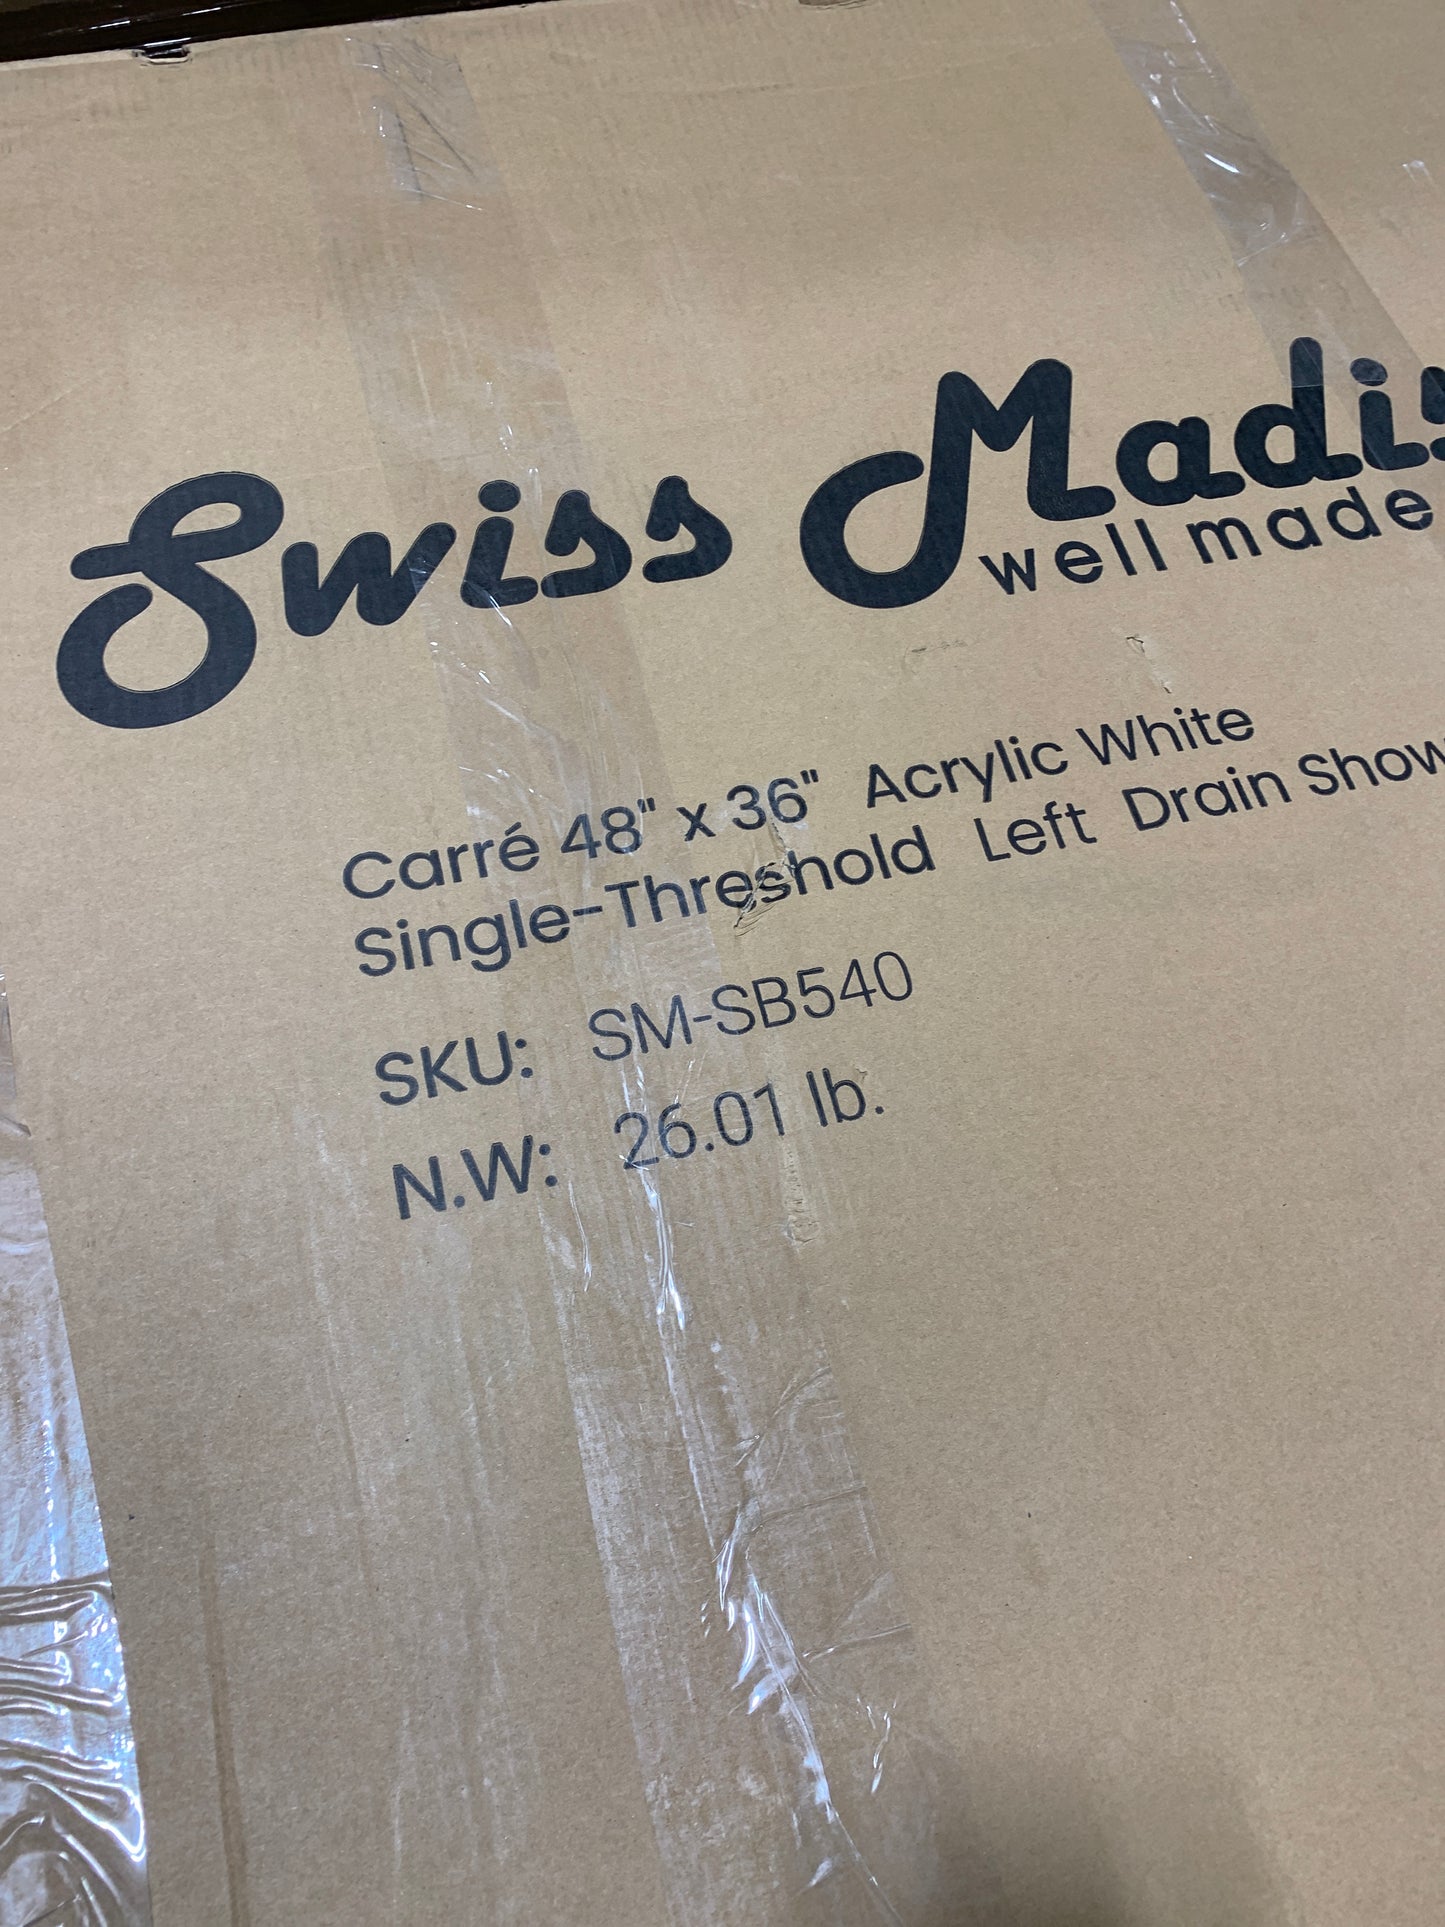 Swiss Madis
well made
Carré 48" x 36" Acrylic White
Single-Threshold Left Drain Show
SKU: SM-SB540
N.W: 26.01 lb.